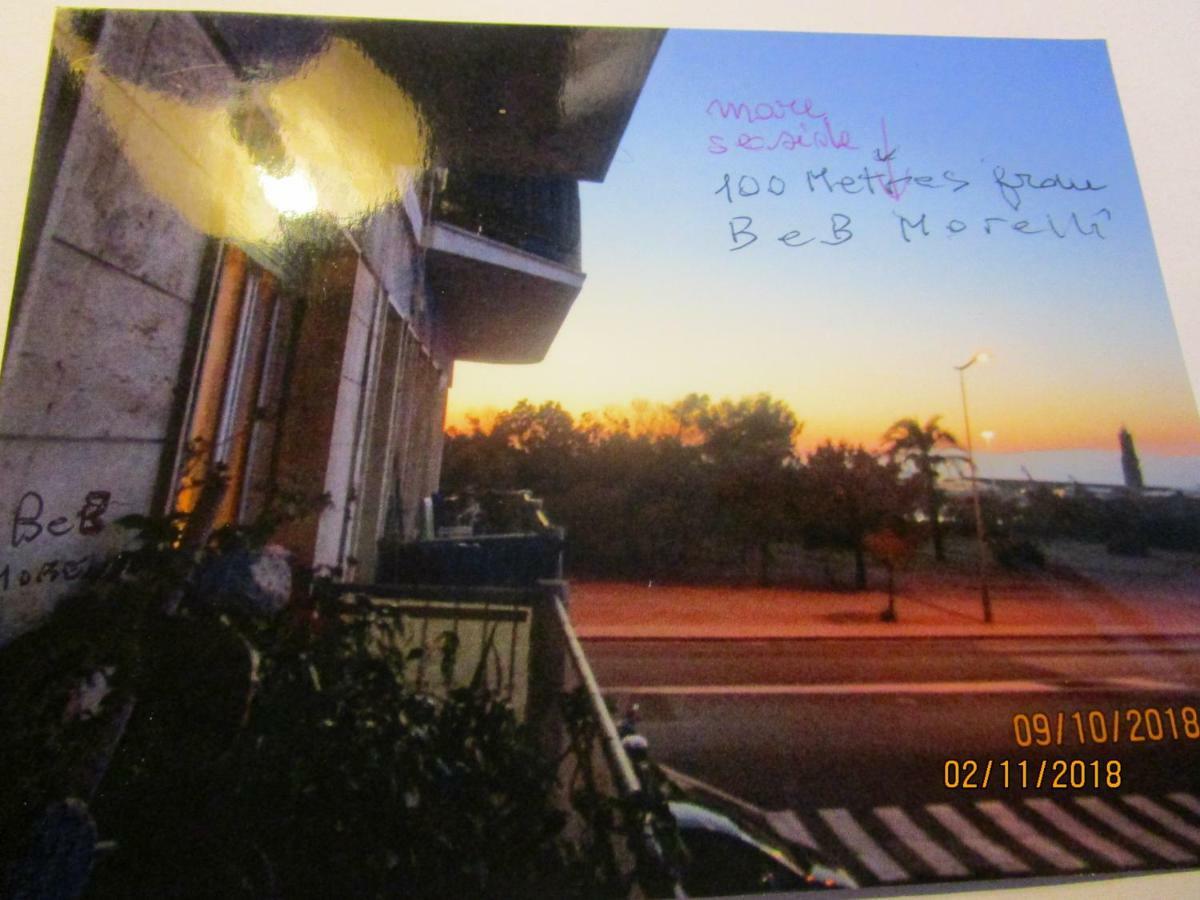 mare
seaside
100 Metres from
BeB Morelli
BeB
09/10/2018
02/11/2018